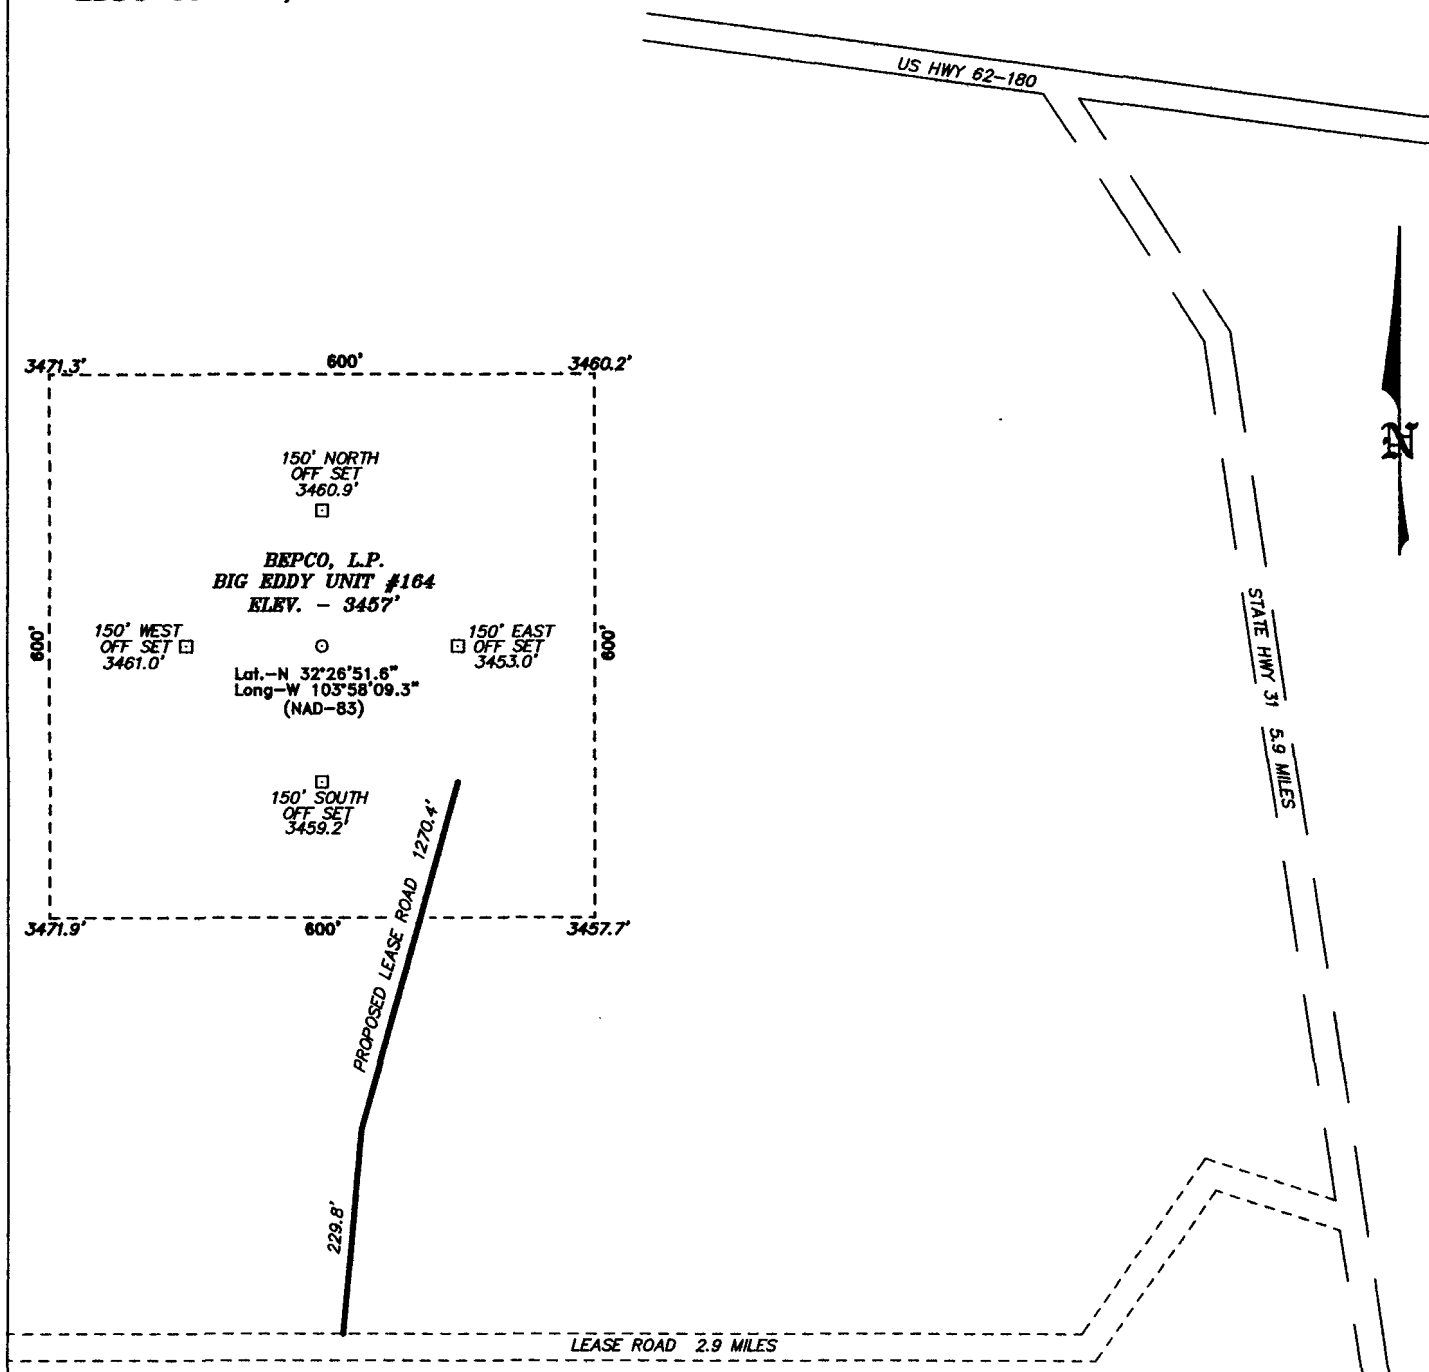 US HWY 62-180
3471.3'
600'
3460.2'
150' NORTH
OFF SET
3460.9'
BEPCO, L.P.
BIG EDDY UNIT #164
ELEV. - 3457'
600'
150' WEST
OFF SET
3461.0'
150' EAST
OFF SET
3453.0'
600'
Lat.-N 32°26'51.6"
Long-W 103°58'09.3"
(NAD-83)
150' SOUTH
OFF SET
3459.2'
3471.9'
600'
3457.7'
PROPOSED LEASE ROAD 1270.4'
229.8'
N
STATE HWY 31 5.9 MILES
LEASE ROAD 2.9 MILES